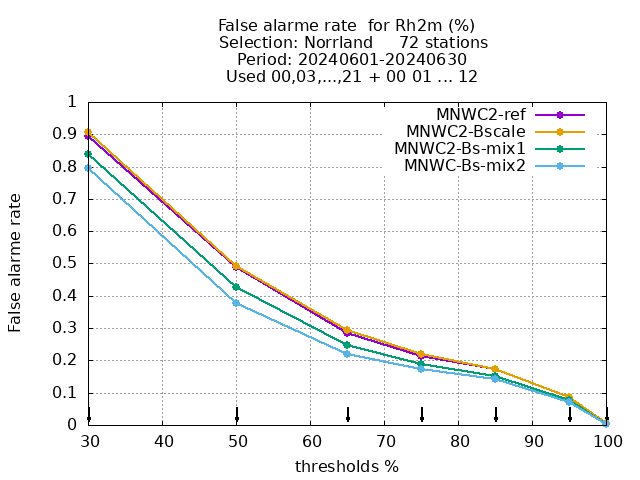 False alarme rate  for Rh2m (%)
Selection: Norrland     72 stations
Period: 20240601-20240630
Used 00,03,...,21 + 00 01 ... 12
MNWC2-ref
MNWC2-Bscale
MNWC2-Bs-mix1
MNWC-Bs-mix2
False alarme rate
1
0.9
0.8
0.7
0.6
0.5
0.4
0.3
0.2
0.1
0
30 40 50 60 70 80 90 100
thresholds %